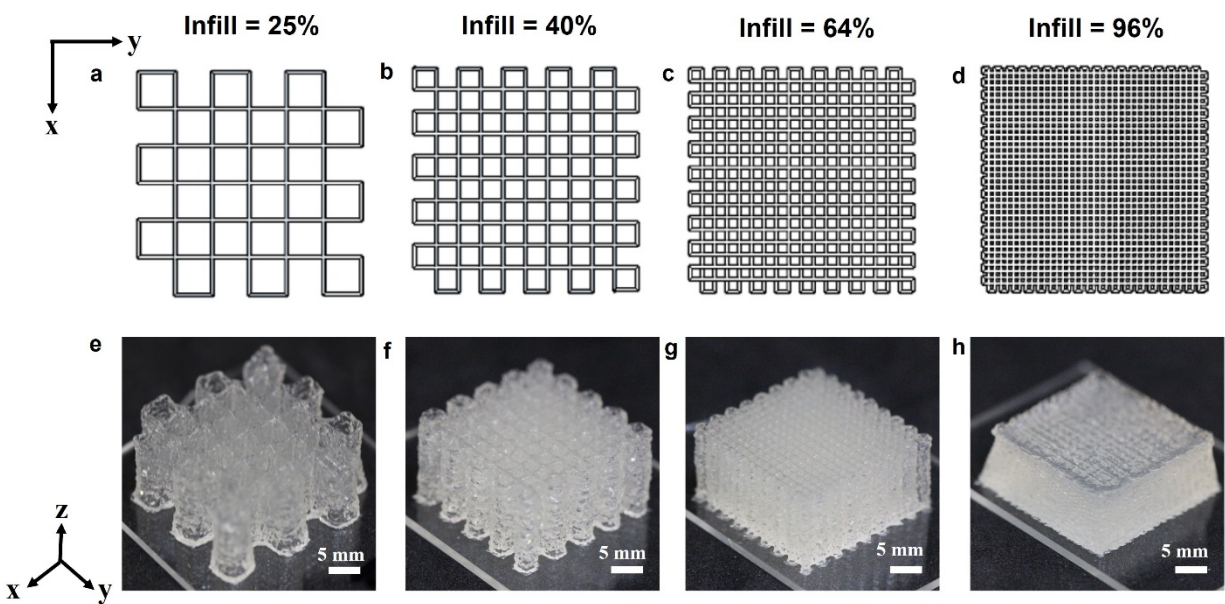 Infill = 25% Infill = 40% Infill = 64% Infill = 96%
y
x
a b c d
e f g h
z
x y
5 mm 5 mm 5 mm 5 mm